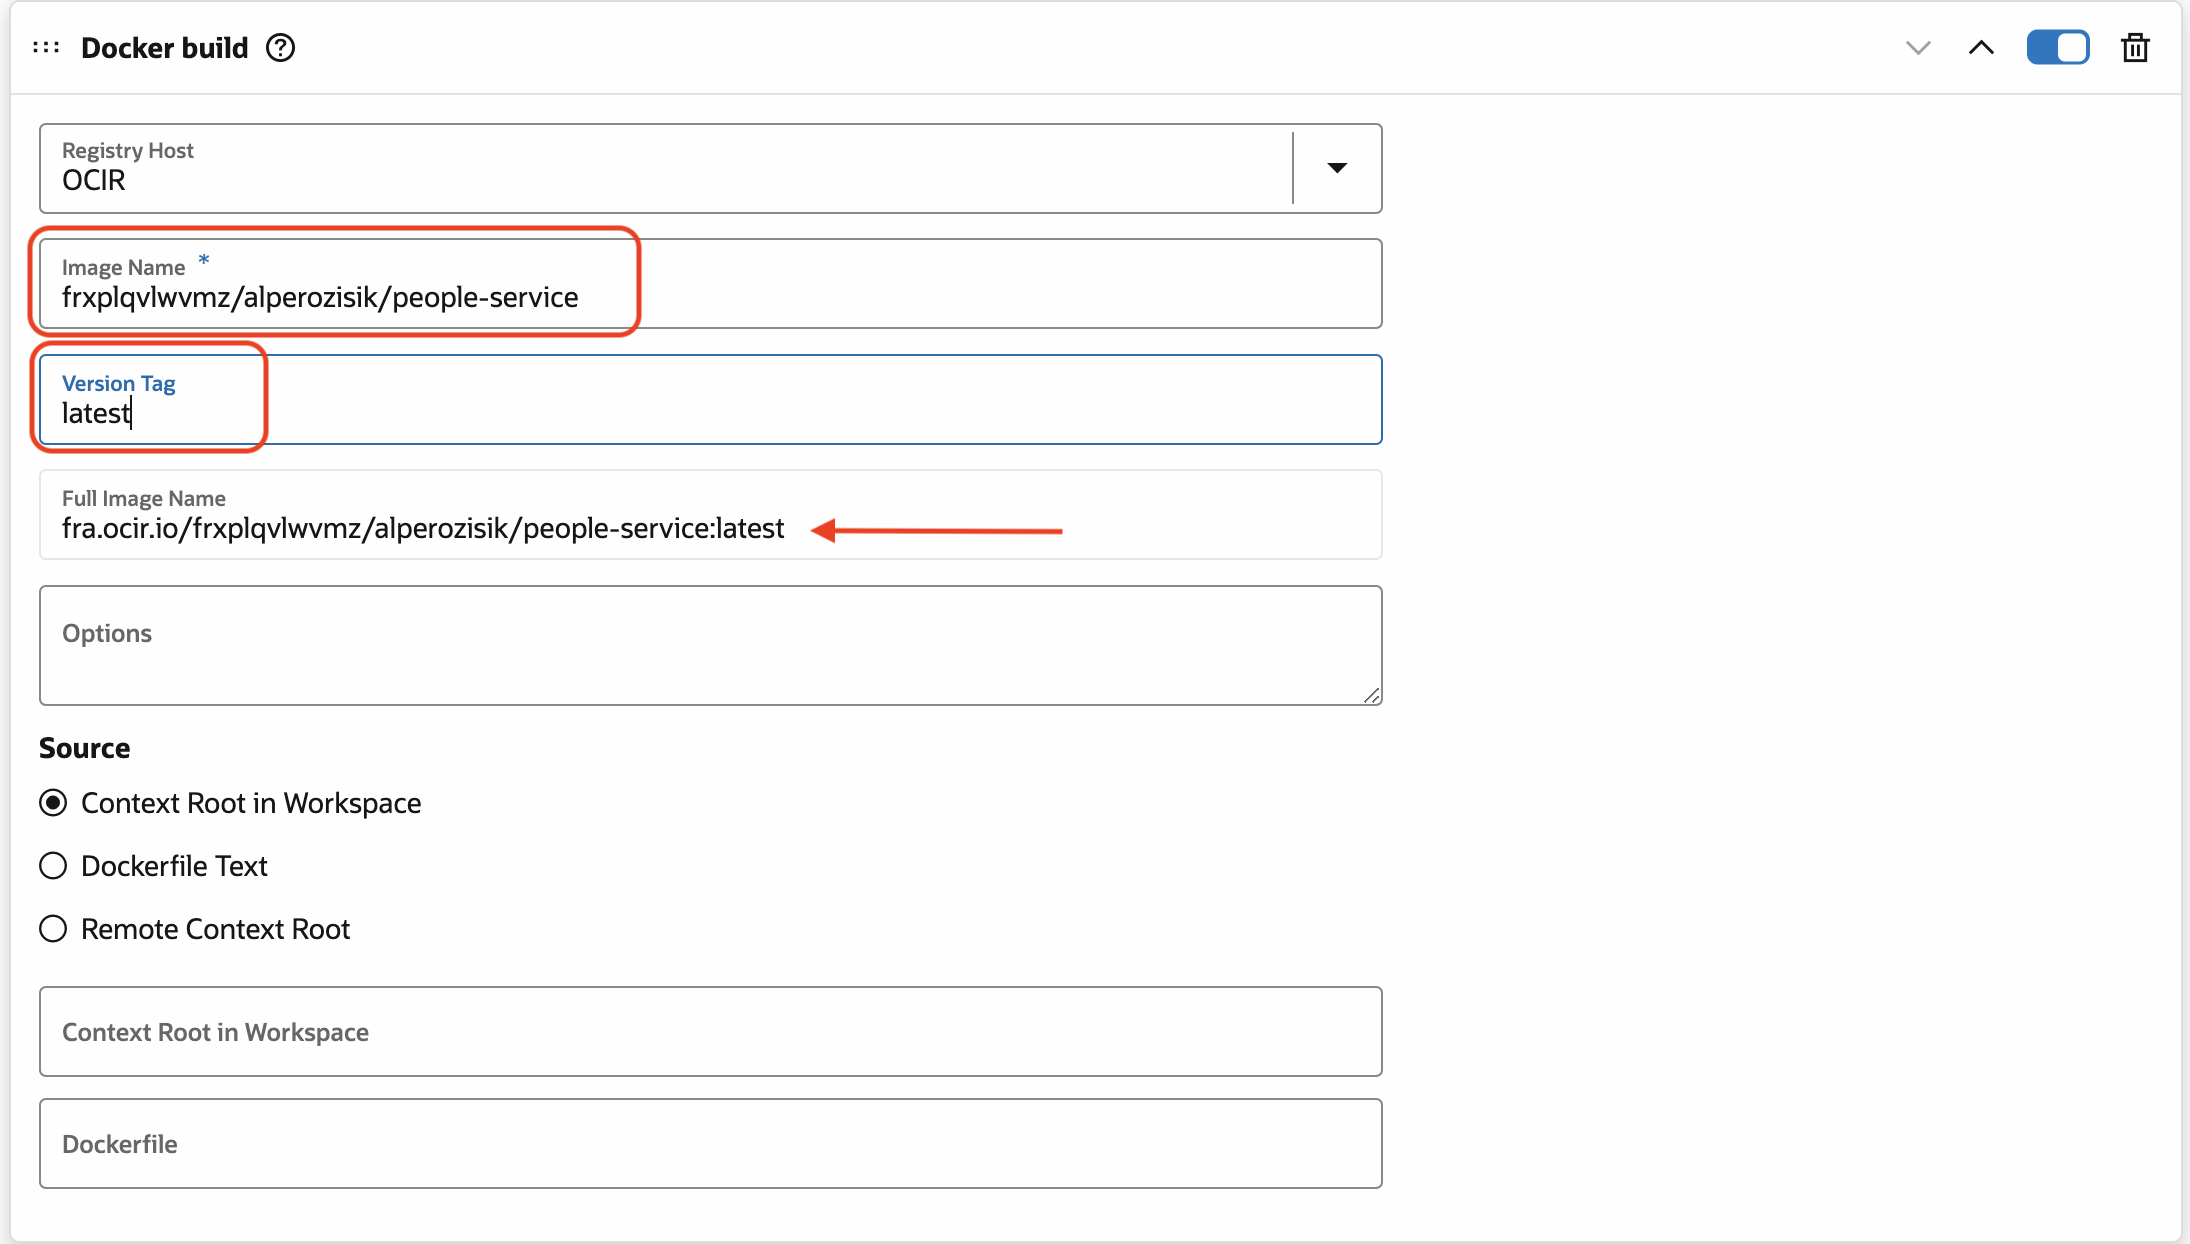 Docker build
Registry Host
OCIR
Image Name *
frxplqvlwvmz/alperozisik/people-service
Version Tag
latest
Full Image Name
fra.ocir.io/frxplqvlwvmz/alperozisik/people-service:latest
Options
Source
Context Root in Workspace
Dockerfile Text
Remote Context Root
Context Root in Workspace
Dockerfile